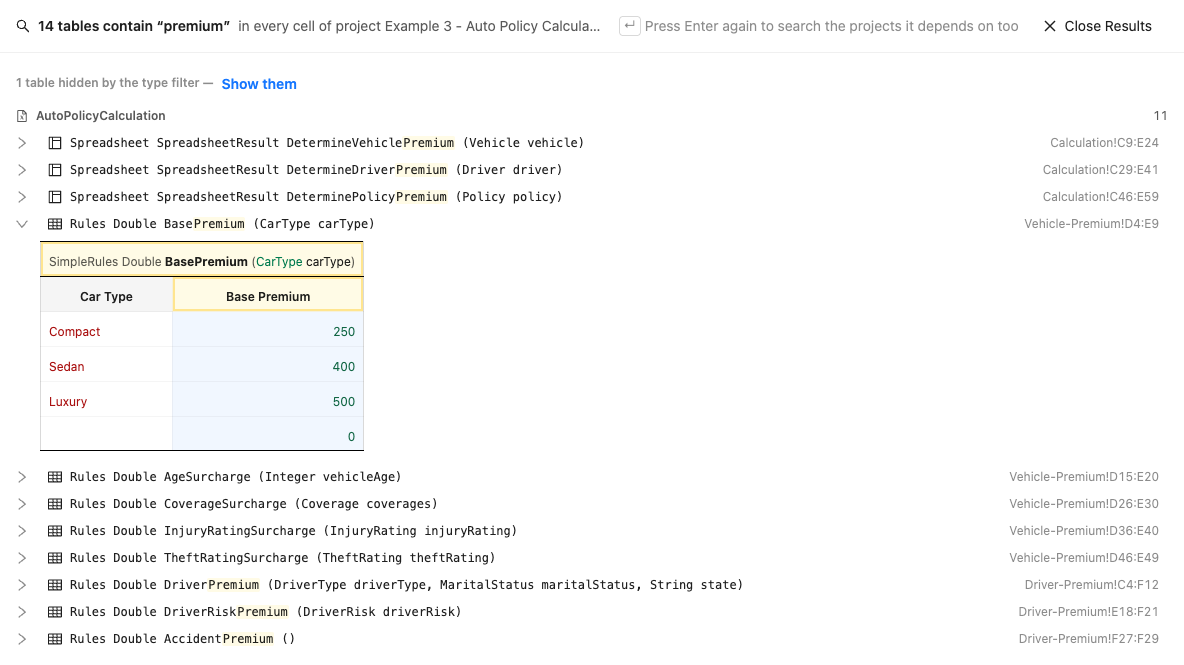 14 tables contain “premium” in every cell of project Example 3 - Auto Policy Calcula... Press Enter again to search the projects it depends on too Close Results
1 table hidden by the type filter — Show them
AutoPolicyCalculation 11
Spreadsheet SpreadsheetResult DetermineVehiclePremium (Vehicle vehicle) Calculation!C9:E24
Spreadsheet SpreadsheetResult DetermineDriverPremium (Driver driver) Calculation!C29:E41
Spreadsheet SpreadsheetResult DeterminePolicyPremium (Policy policy) Calculation!C46:E59
Rules Double BasePremium (CarType carType) Vehicle-Premium!D4:E9
SimpleRules Double BasePremium (CarType carType)
Car Type Base Premium
Compact 250
Sedan 400
Luxury 500
0
Rules Double AgeSurcharge (Integer vehicleAge) Vehicle-Premium!D15:E20
Rules Double CoverageSurcharge (Coverage coverages) Vehicle-Premium!D26:E30
Rules Double InjuryRatingSurcharge (InjuryRating injuryRating) Vehicle-Premium!D36:E40
Rules Double TheftRatingSurcharge (TheftRating theftRating) Vehicle-Premium!D46:E49
Rules Double DriverPremium (DriverType driverType, MaritalStatus maritalStatus, String state) Driver-Premium!C4:F12
Rules Double DriverRiskPremium (DriverRisk driverRisk) Driver-Premium!E18:F21
Rules Double AccidentPremium () Driver-Premium!F27:F29